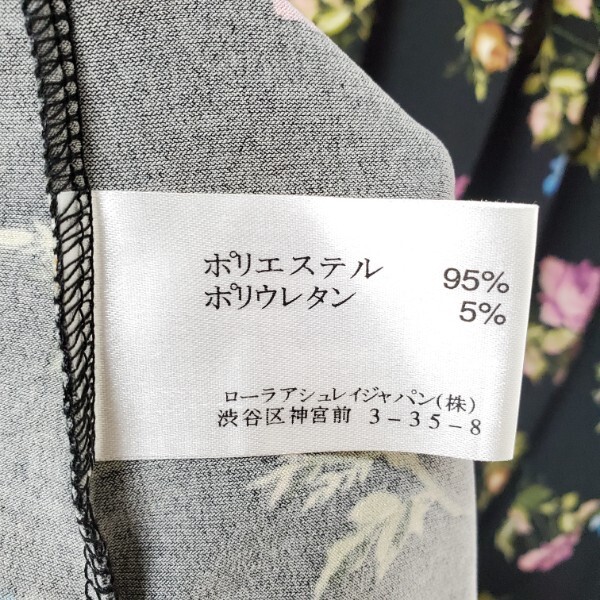 ポリエステル 95%
ポリウレタン 5%
ローラアシュレイジャパン(株)
渋谷区神宮前 3-35-8